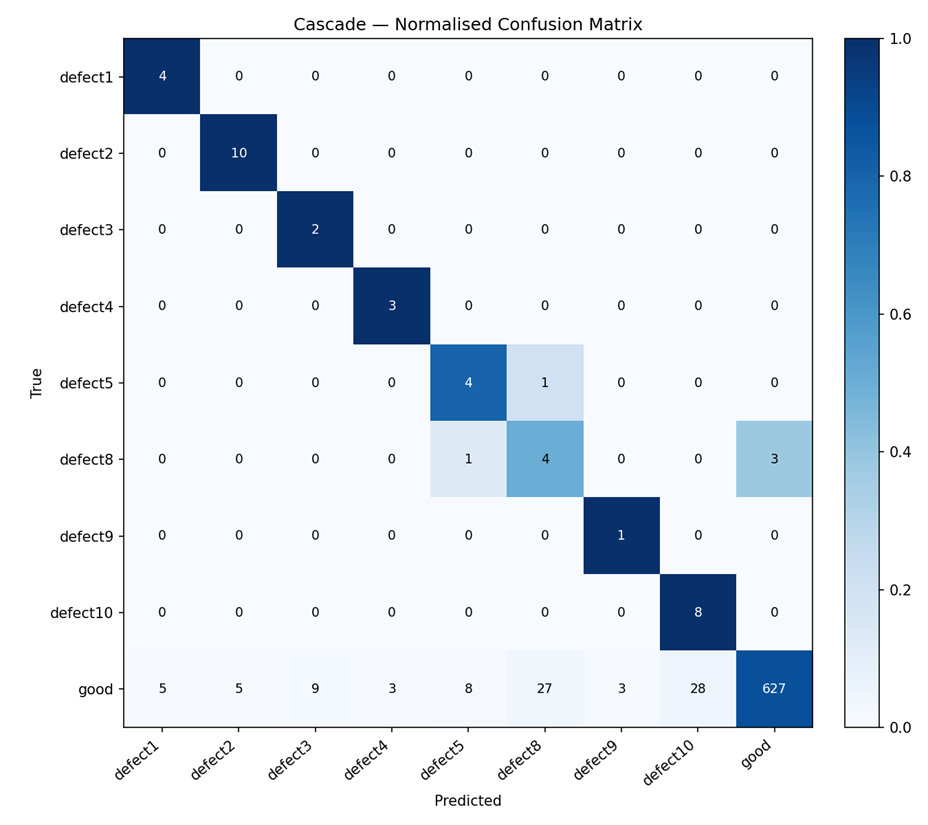 Cascade — Normalised Confusion Matrix
defect1 4 0 0 0 0 0 0 0 0
defect2 0 10 0 0 0 0 0 0 0
defect3 0 0 2 0 0 0 0 0 0
defect4 0 0 0 3 0 0 0 0 0
defect5 0 0 0 0 4 1 0 0 0
defect8 0 0 0 0 1 4 0 0 3
defect9 0 0 0 0 0 0 1 0 0
defect10 0 0 0 0 0 0 0 8 0
good 5 5 9 3 8 27 3 28 627
defect1 defect2 defect3 defect4 defect5 defect8 defect9 defect10 good
Predicted
True
1.0
0.8
0.6
0.4
0.2
0.0